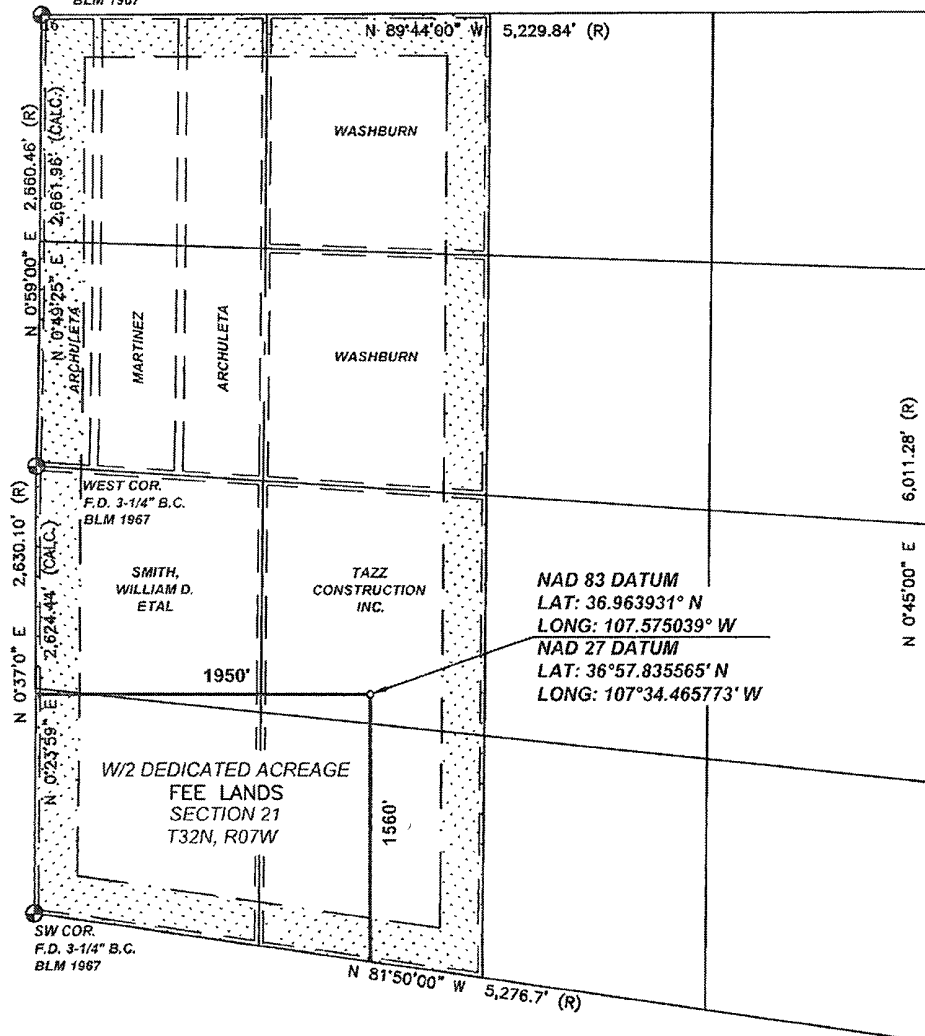 BLM 1967
16
N 89°44'00" W 5,229.84' (R)
N 0°59'00" E 2,660.46' (R)
N 0°49'25" E 2,661.96' (CALC.)
WASHBURN
ARCHULETA
MARTINEZ
ARCHULETA
WASHBURN
N 0°45'00" E 6,011.28' (R)
WEST COR.
F.D. 3-1/4" B.C.
BLM 1967
N 0°37'0" E 2,630.10' (R)
N 0°23'59" E 2,624.44' (CALC.)
SMITH,
WILLIAM D.
ETAL
TAZZ
CONSTRUCTION
INC.
NAD 83 DATUM
LAT: 36.963931° N
LONG: 107.575039° W
NAD 27 DATUM
LAT: 36°57.835565' N
LONG: 107°34.465773' W
1950'
1560'
W/2 DEDICATED ACREAGE
FEE LANDS
SECTION 21
T32N, R07W
SW COR.
F.D. 3-1/4" B.C.
BLM 1967
N 81°50'00" W 5,276.7' (R)